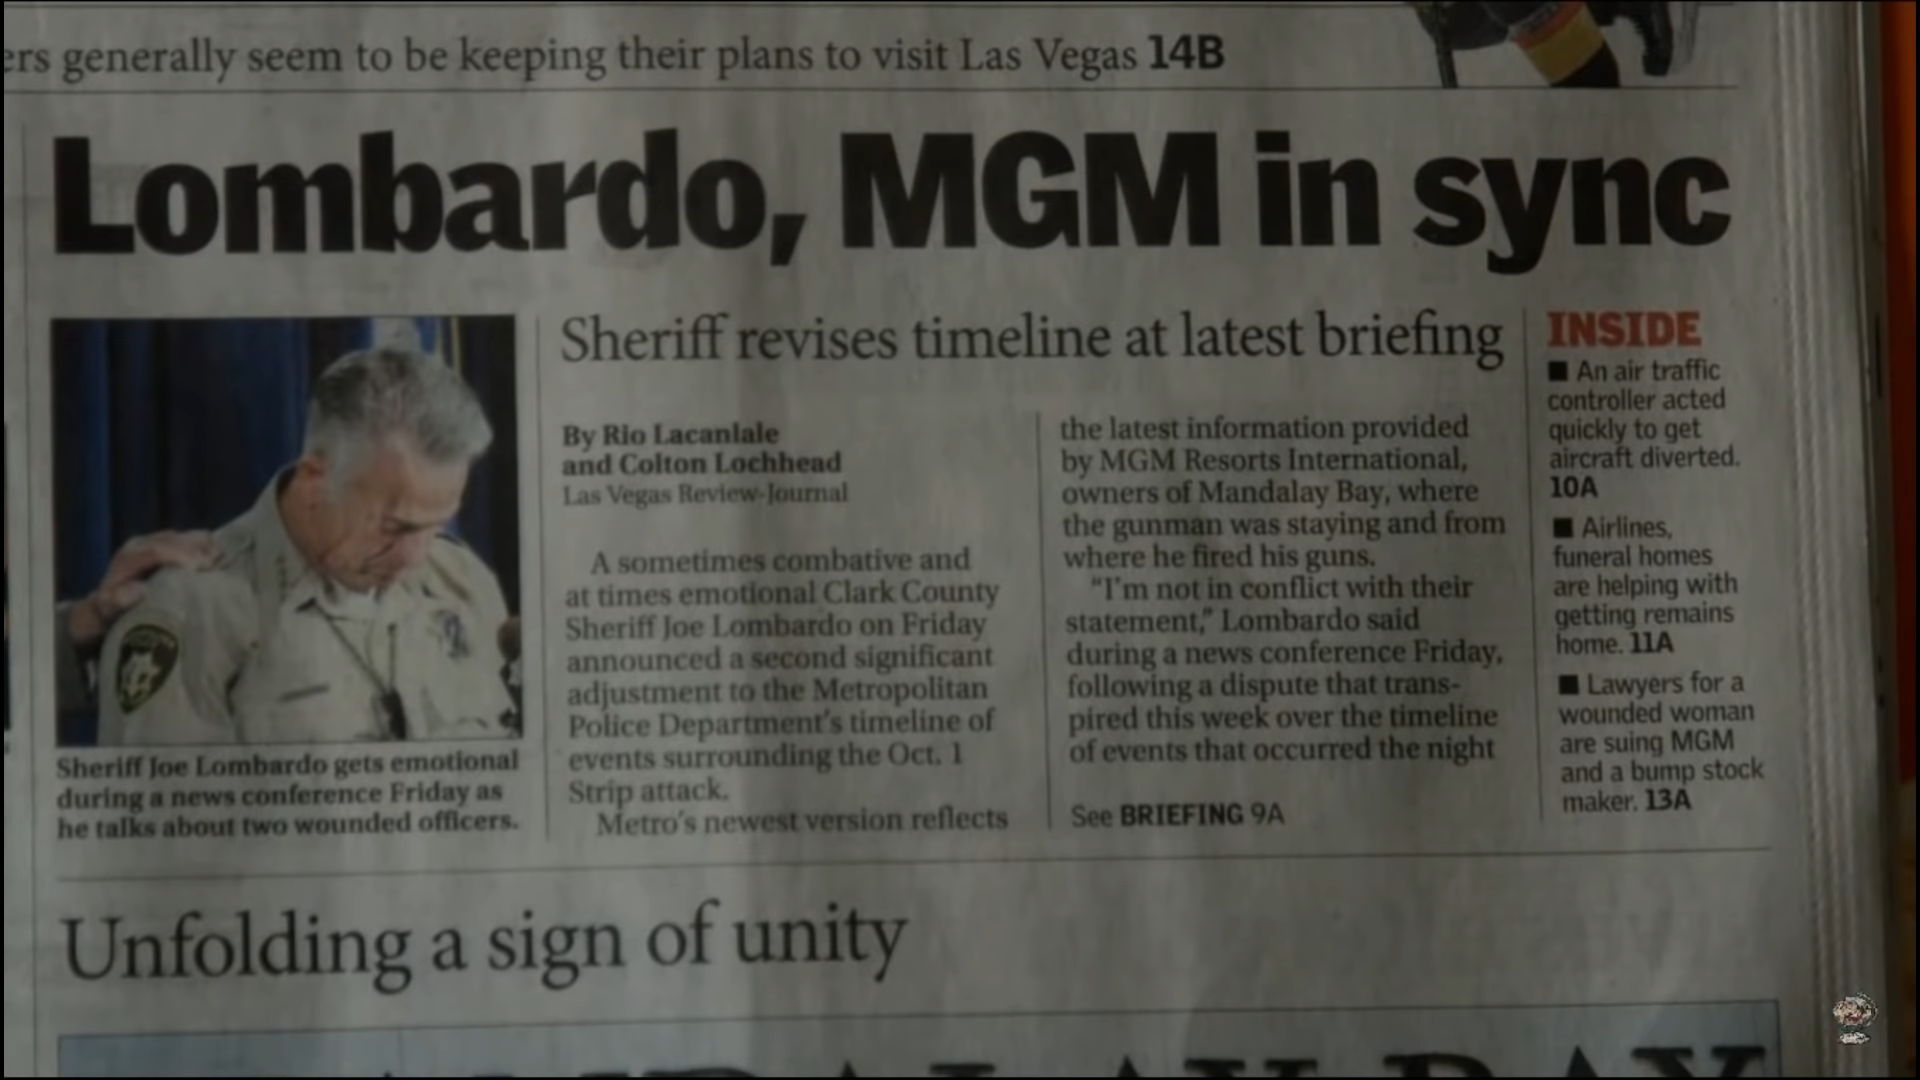 ers generally seem to be keeping their plans to visit Las Vegas 14B
Lombardo, MGM in sync
Sheriff Joe Lombardo gets emotional
during a news conference Friday as
he talks about two wounded officers.
Sheriff revises timeline at latest briefing
By Rio Lacanlale
and Colton Lochhead
Las Vegas Review-Journal
A sometimes combative and
at times emotional Clark County
Sheriff Joe Lombardo on Friday
announced a second significant
adjustment to the Metropolitan
Police Department's timeline of
events surrounding the Oct. 1
Strip attack.
Metro's newest version reflects
the latest information provided
by MGM Resorts International,
owners of Mandalay Bay, where
the gunman was staying and from
where he fired his guns.
"I'm not in conflict with their
statement," Lombardo said
during a news conference Friday,
following a dispute that trans-
pired this week over the timeline
of events that occurred the night
See BRIEFING 9A
INSIDE
■ An air traffic
controller acted
quickly to get
aircraft diverted.
10A
■ Airlines,
funeral homes
are helping with
getting remains
home. 11A
■ Lawyers for a
wounded woman
are suing MGM
and a bump stock
maker. 13A
Unfolding a sign of unity